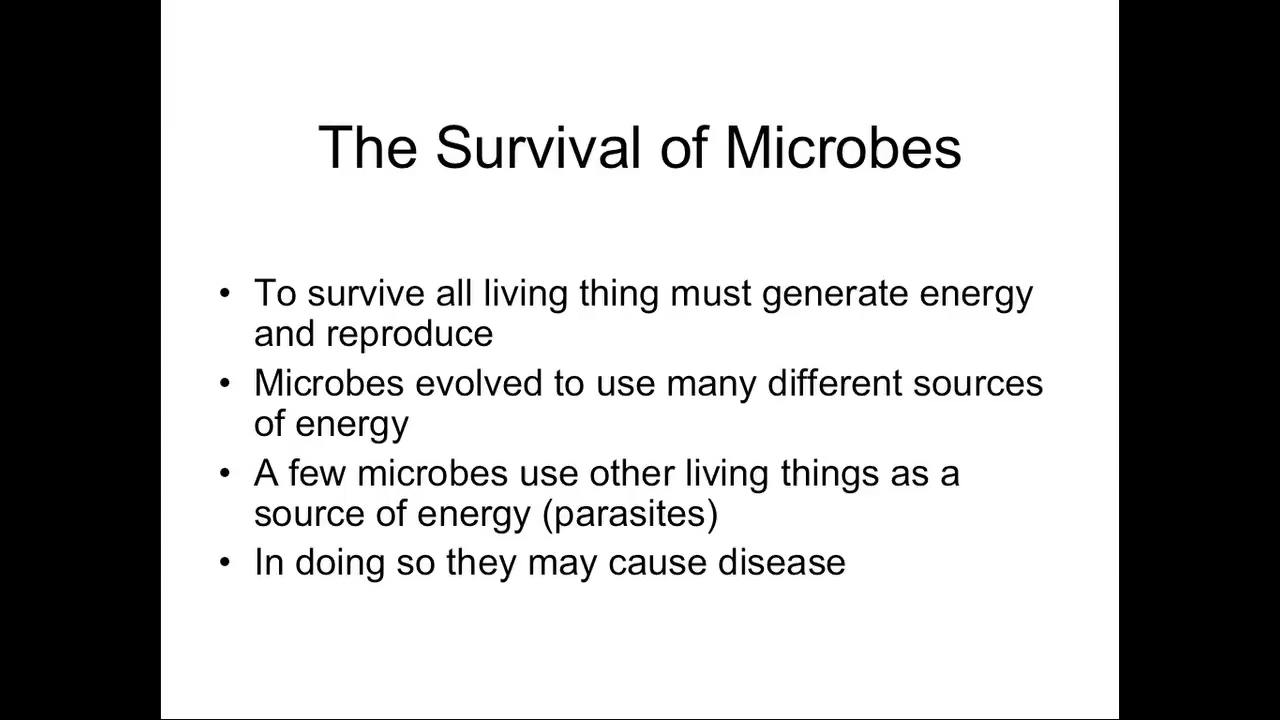 The Survival of Microbes
• To survive all living thing must generate energy
and reproduce
• Microbes evolved to use many different sources
of energy
• A few microbes use other living things as a
source of energy (parasites)
• In doing so they may cause disease